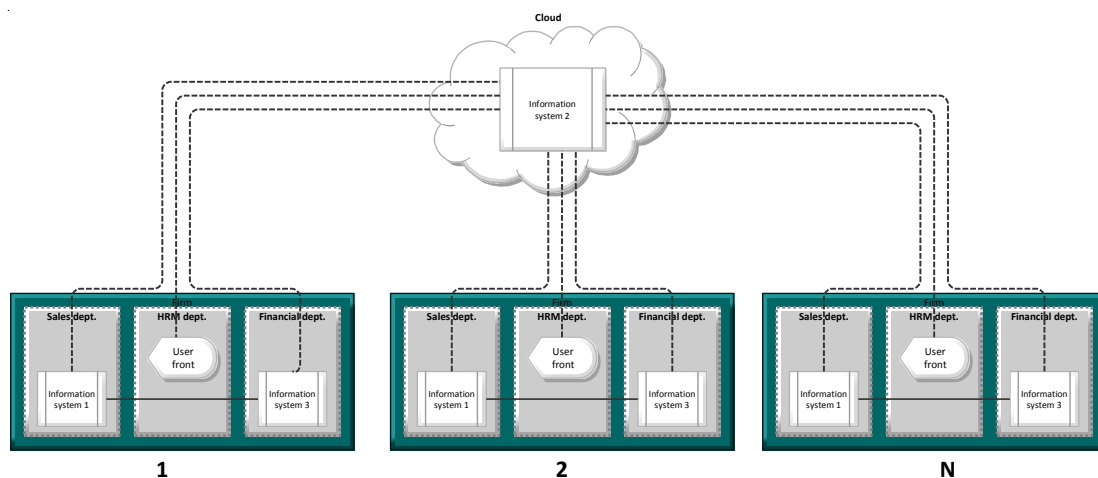 Cloud
Information
system 2
Firm
Sales dept.
HRM dept.
Financial dept.
User
front
Information
system 1
Information
system 3
1
Firm
Sales dept.
HRM dept.
Financial dept.
User
front
Information
system 1
Information
system 3
2
Firm
Sales dept.
HRM dept.
Financial dept.
User
front
Information
system 1
Information
system 3
N